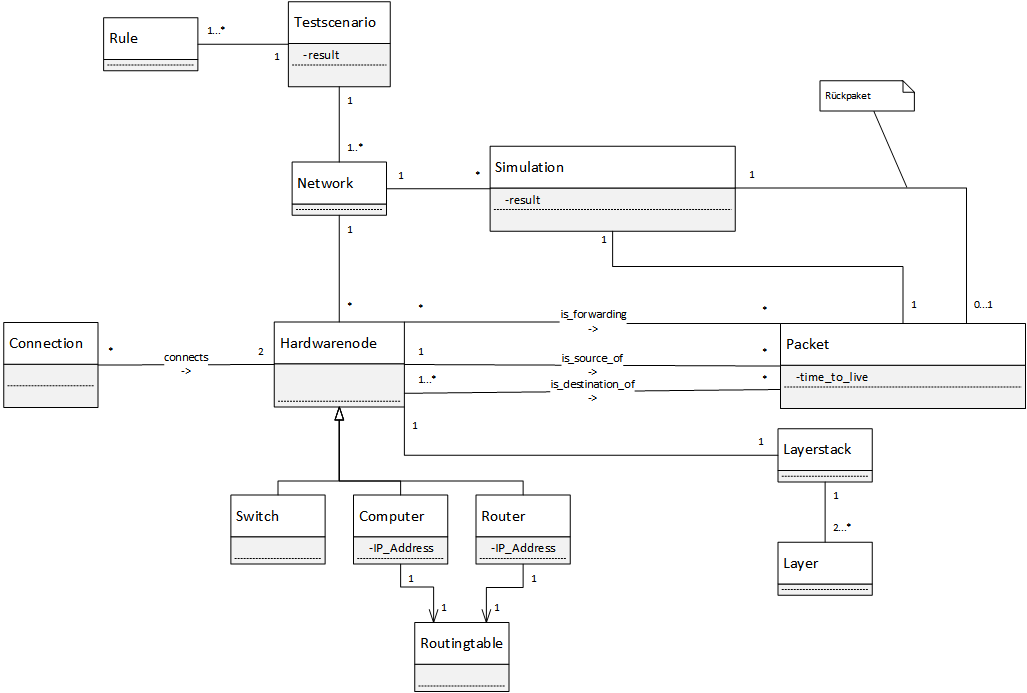 Testscenario
-result
Rule
1...*
1
1
1..*
Rückpaket
Network
1
*
Simulation
-result
1
1
1
*
1
0...1
Connection
*
connects
->
2
Hardwarenode
*
is_forwarding
->
*
1
is_source_of
->
*
1...*
is_destination_of
->
*
Packet
-time_to_live
1
1
Layerstack
1
2...*
Layer
Switch
Computer
-IP_Address
Router
-IP_Address
1
1
1
1
Routingtable